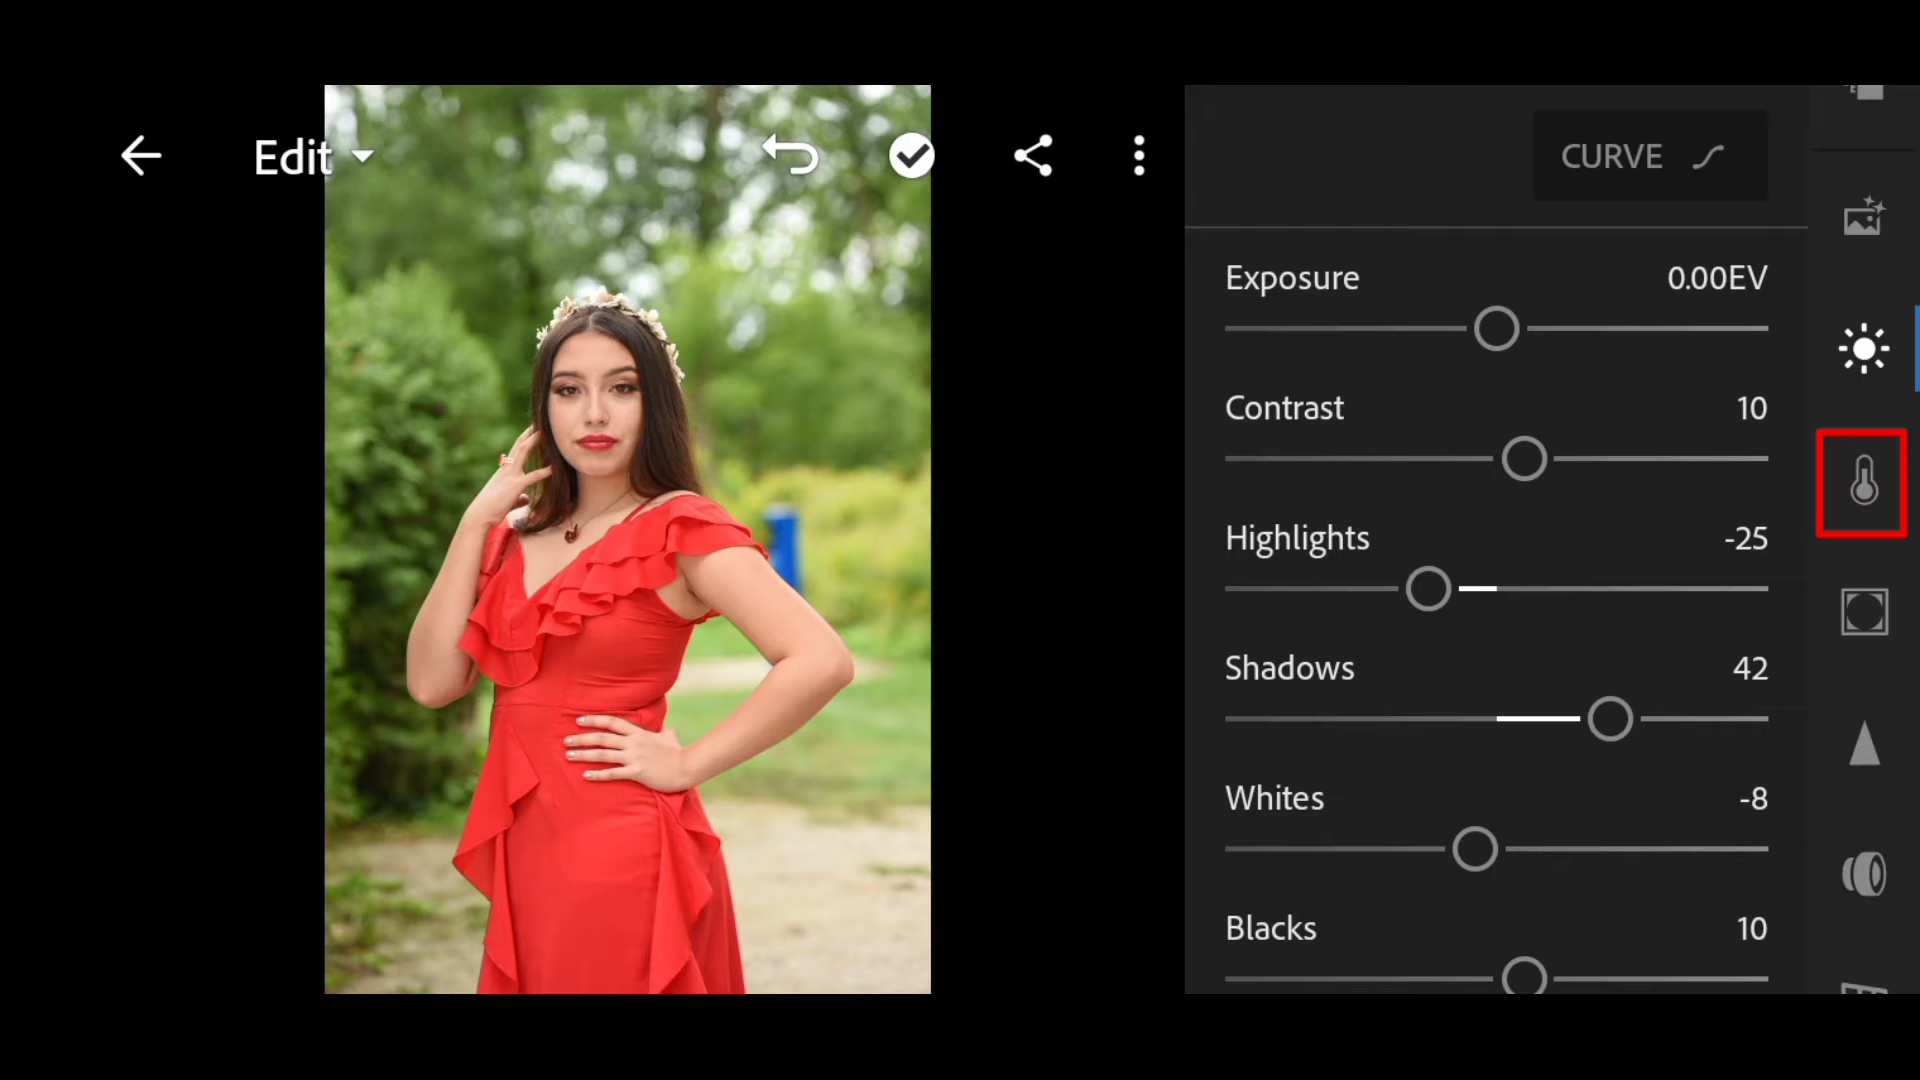 Edit
CURVE
Exposure 0.00EV
Contrast 10
Highlights -25
Shadows 42
Whites -8
Blacks 10